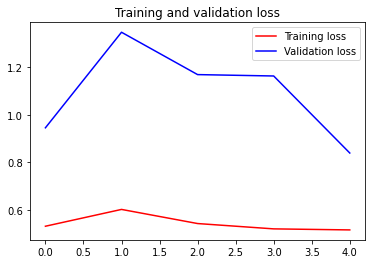 Training and validation loss
Training loss
Validation loss
1.2
1.0
0.8
0.6
0.0 0.5 1.0 1.5 2.0 2.5 3.0 3.5 4.0